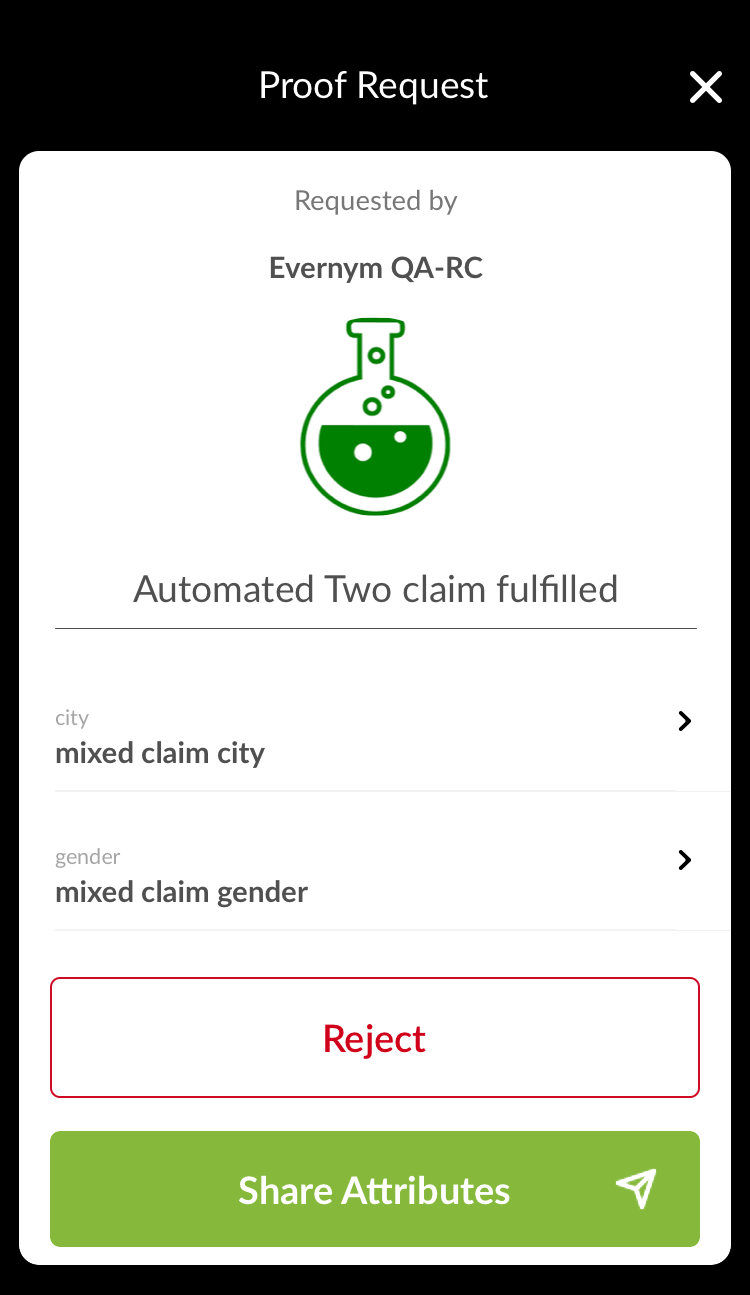 Proof Request
Requested by
Evernym QA-RC
Automated Two claim fulfilled
city
mixed claim city
gender
mixed claim gender
Reject
Share Attributes